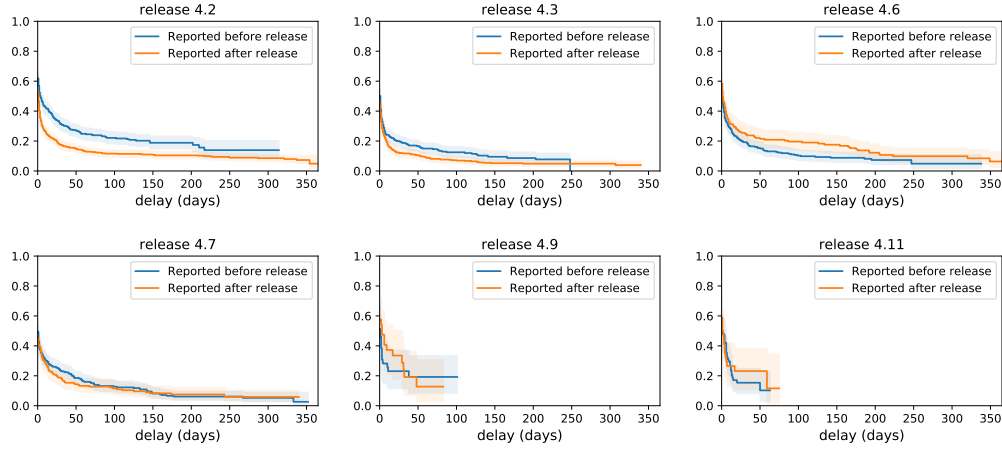 release 4.2
1.0
0.8
0.6
0.4
0.2
0.0
Reported before release
Reported after release
0 50 100 150 200 250 300 350
delay (days)
release 4.3
1.0
0.8
0.6
0.4
0.2
0.0
Reported before release
Reported after release
0 50 100 150 200 250 300 350
delay (days)
release 4.6
1.0
0.8
0.6
0.4
0.2
0.0
Reported before release
Reported after release
0 50 100 150 200 250 300 350
delay (days)
release 4.7
1.0
0.8
0.6
0.4
0.2
0.0
Reported before release
Reported after release
0 50 100 150 200 250 300 350
delay (days)
release 4.9
1.0
0.8
0.6
0.4
0.2
0.0
Reported before release
Reported after release
0 50 100 150 200 250 300 350
delay (days)
release 4.11
1.0
0.8
0.6
0.4
0.2
0.0
Reported before release
Reported after release
0 50 100 150 200 250 300 350
delay (days)